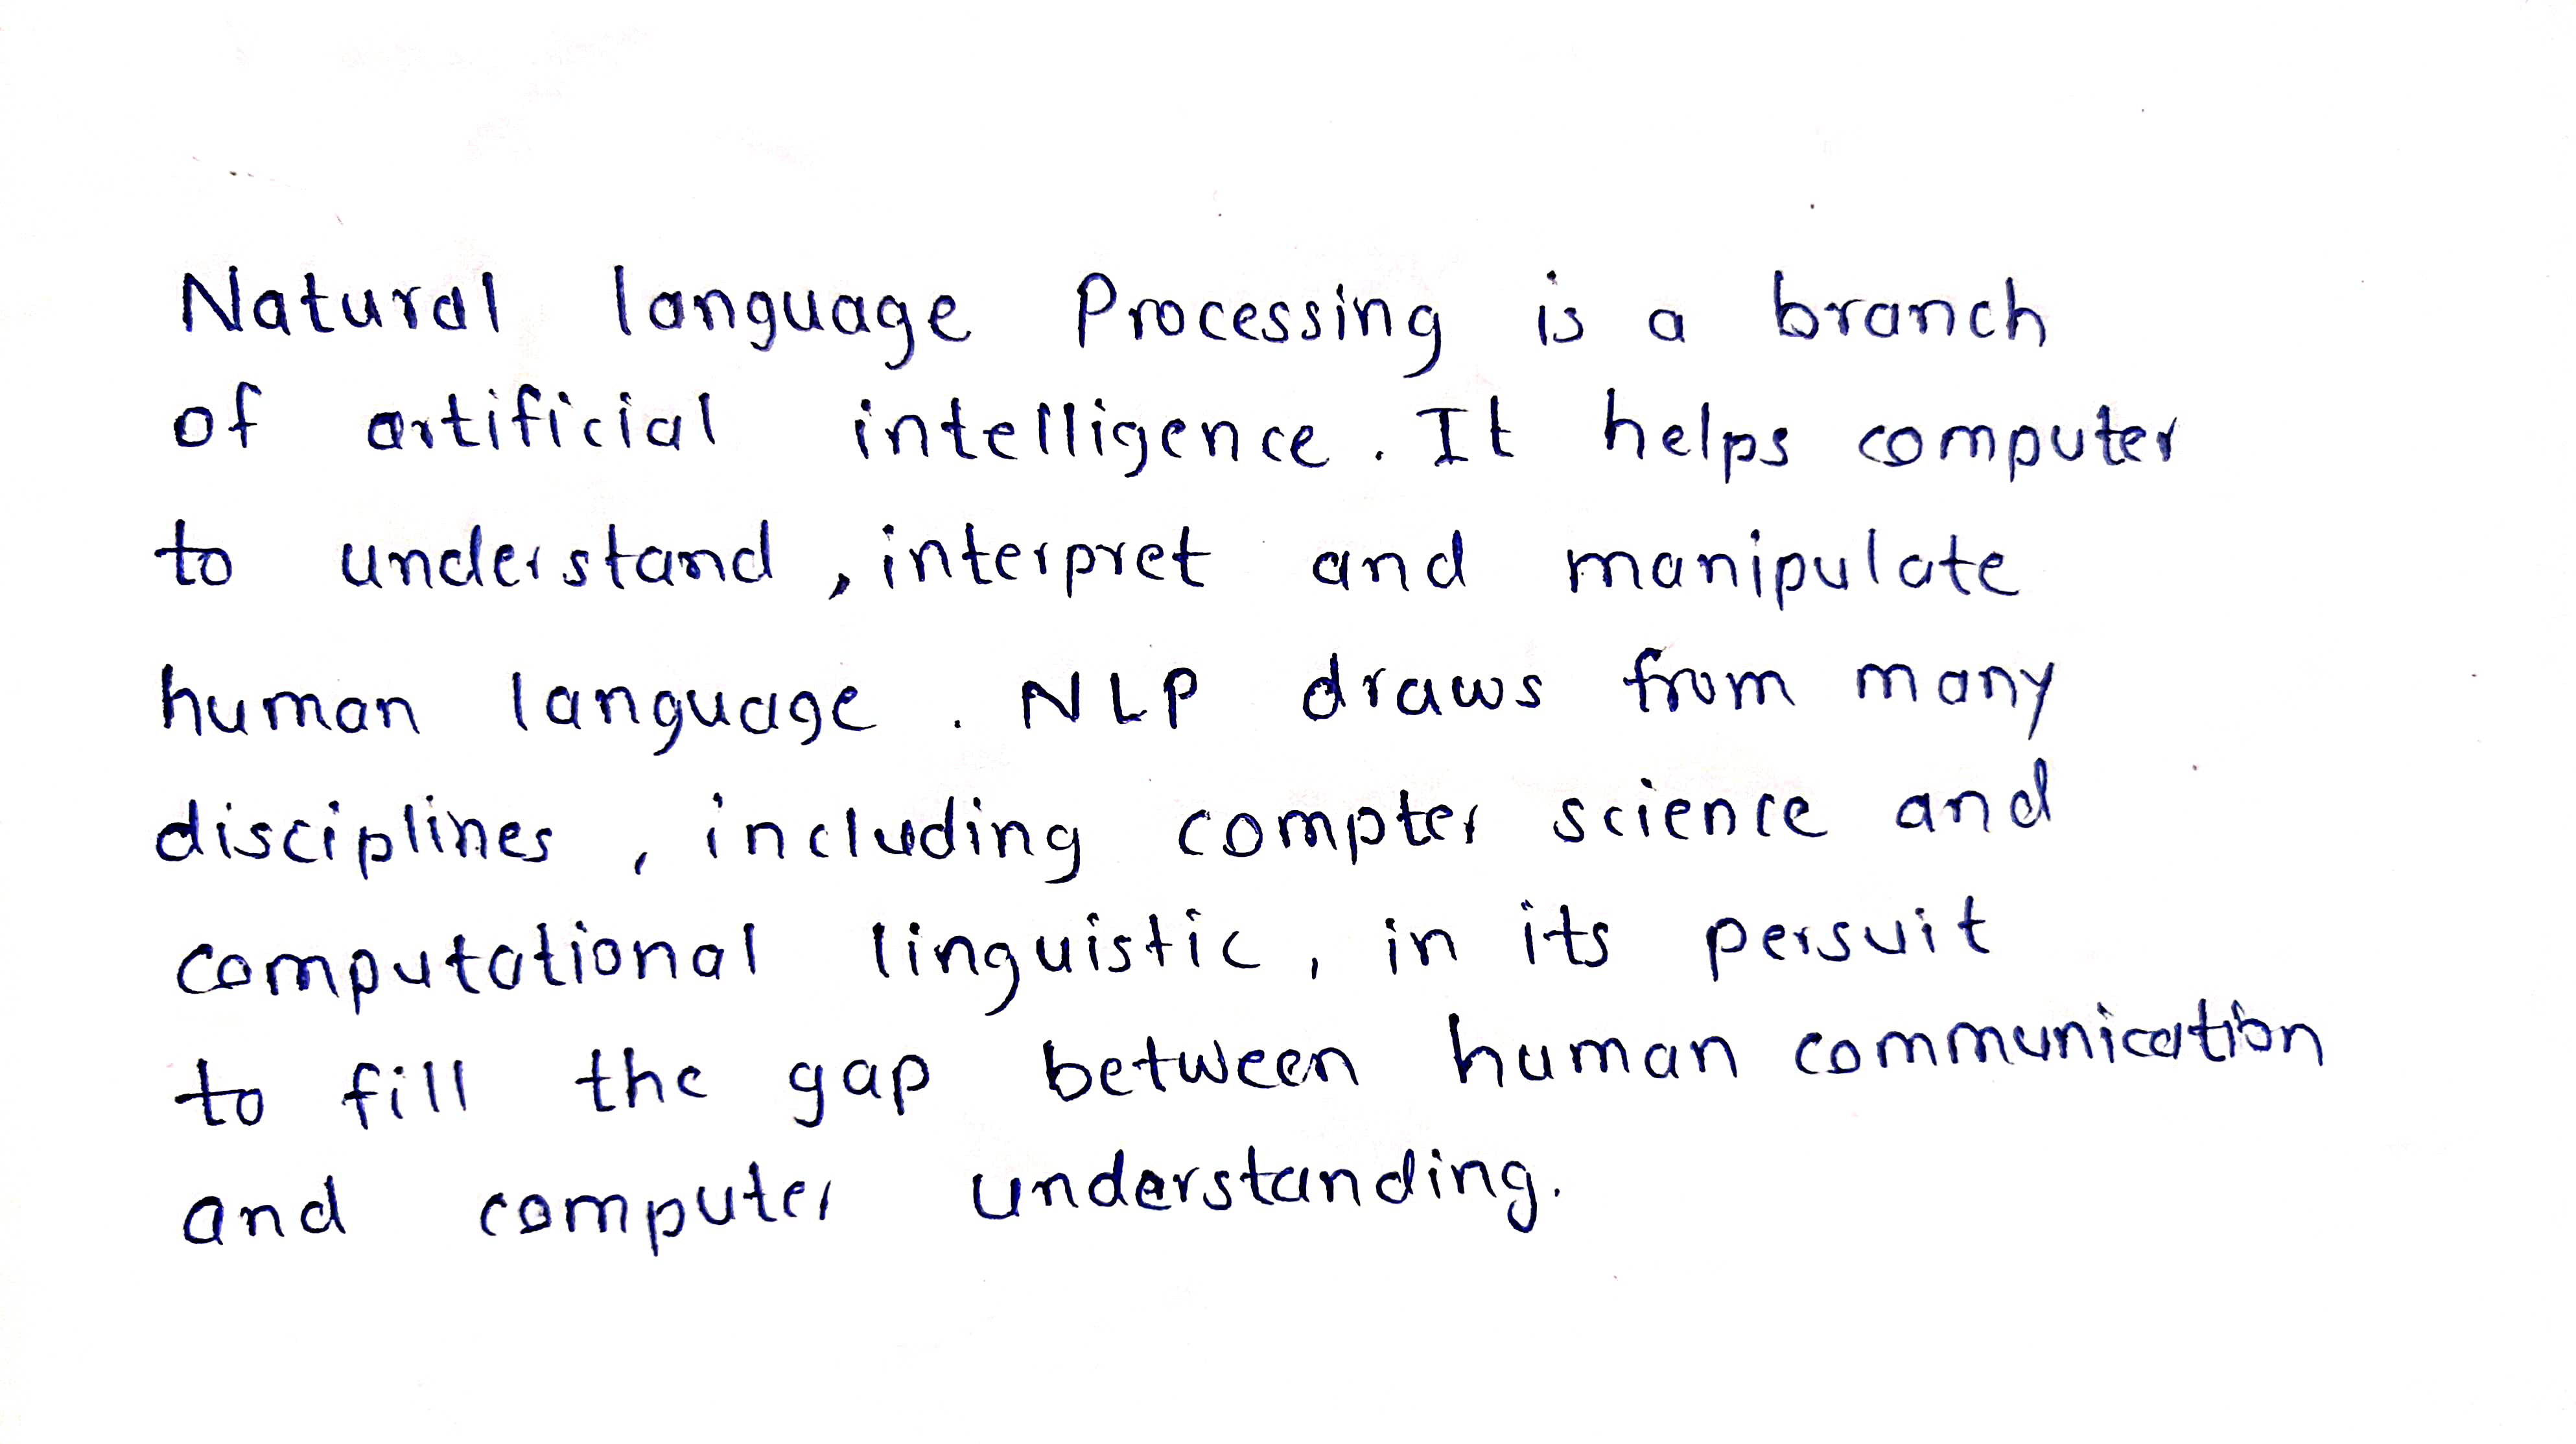 Natural language Processing is a branch
of artificial intelligence. It helps computer
to understand, interpret and manipulate
human language. NLP draws from many
disciplines, including compter science and
computational linguistic, in its persuit
to fill the gap between human communication
and computer understanding.